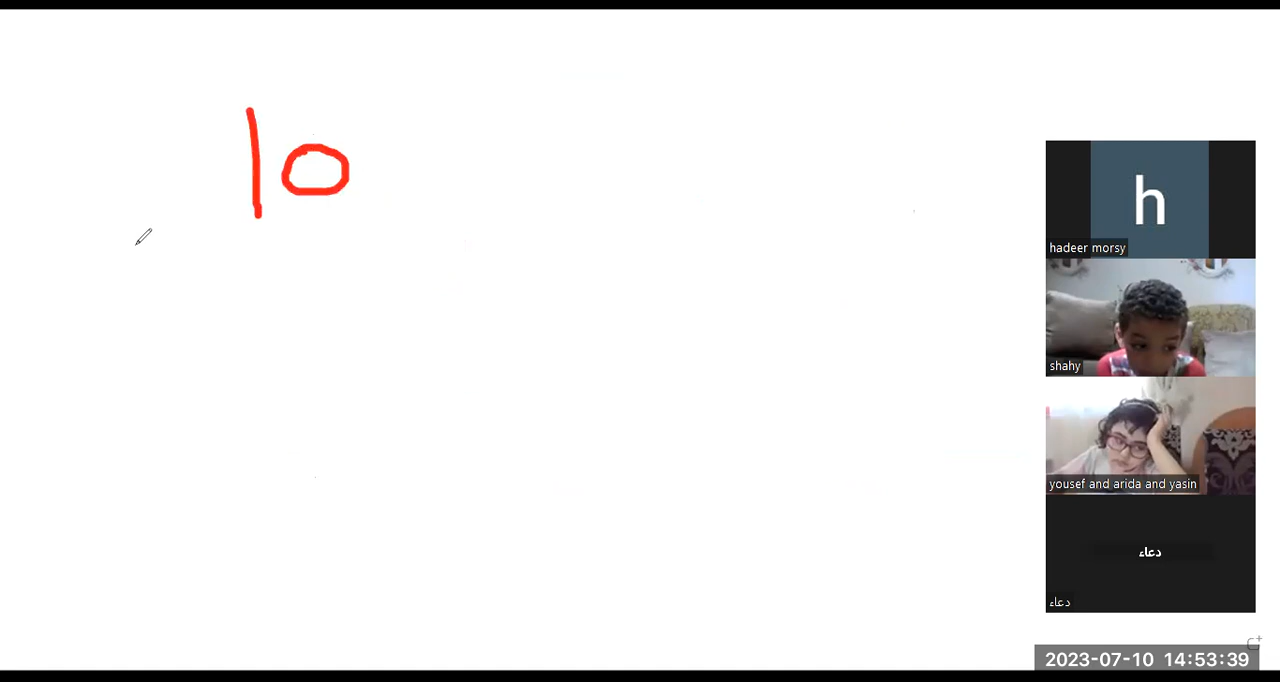 10
h
hadeer morsy
shahy
yousef and arida and yasin
دعاء
دعاء
2023-07-10 14:53:39